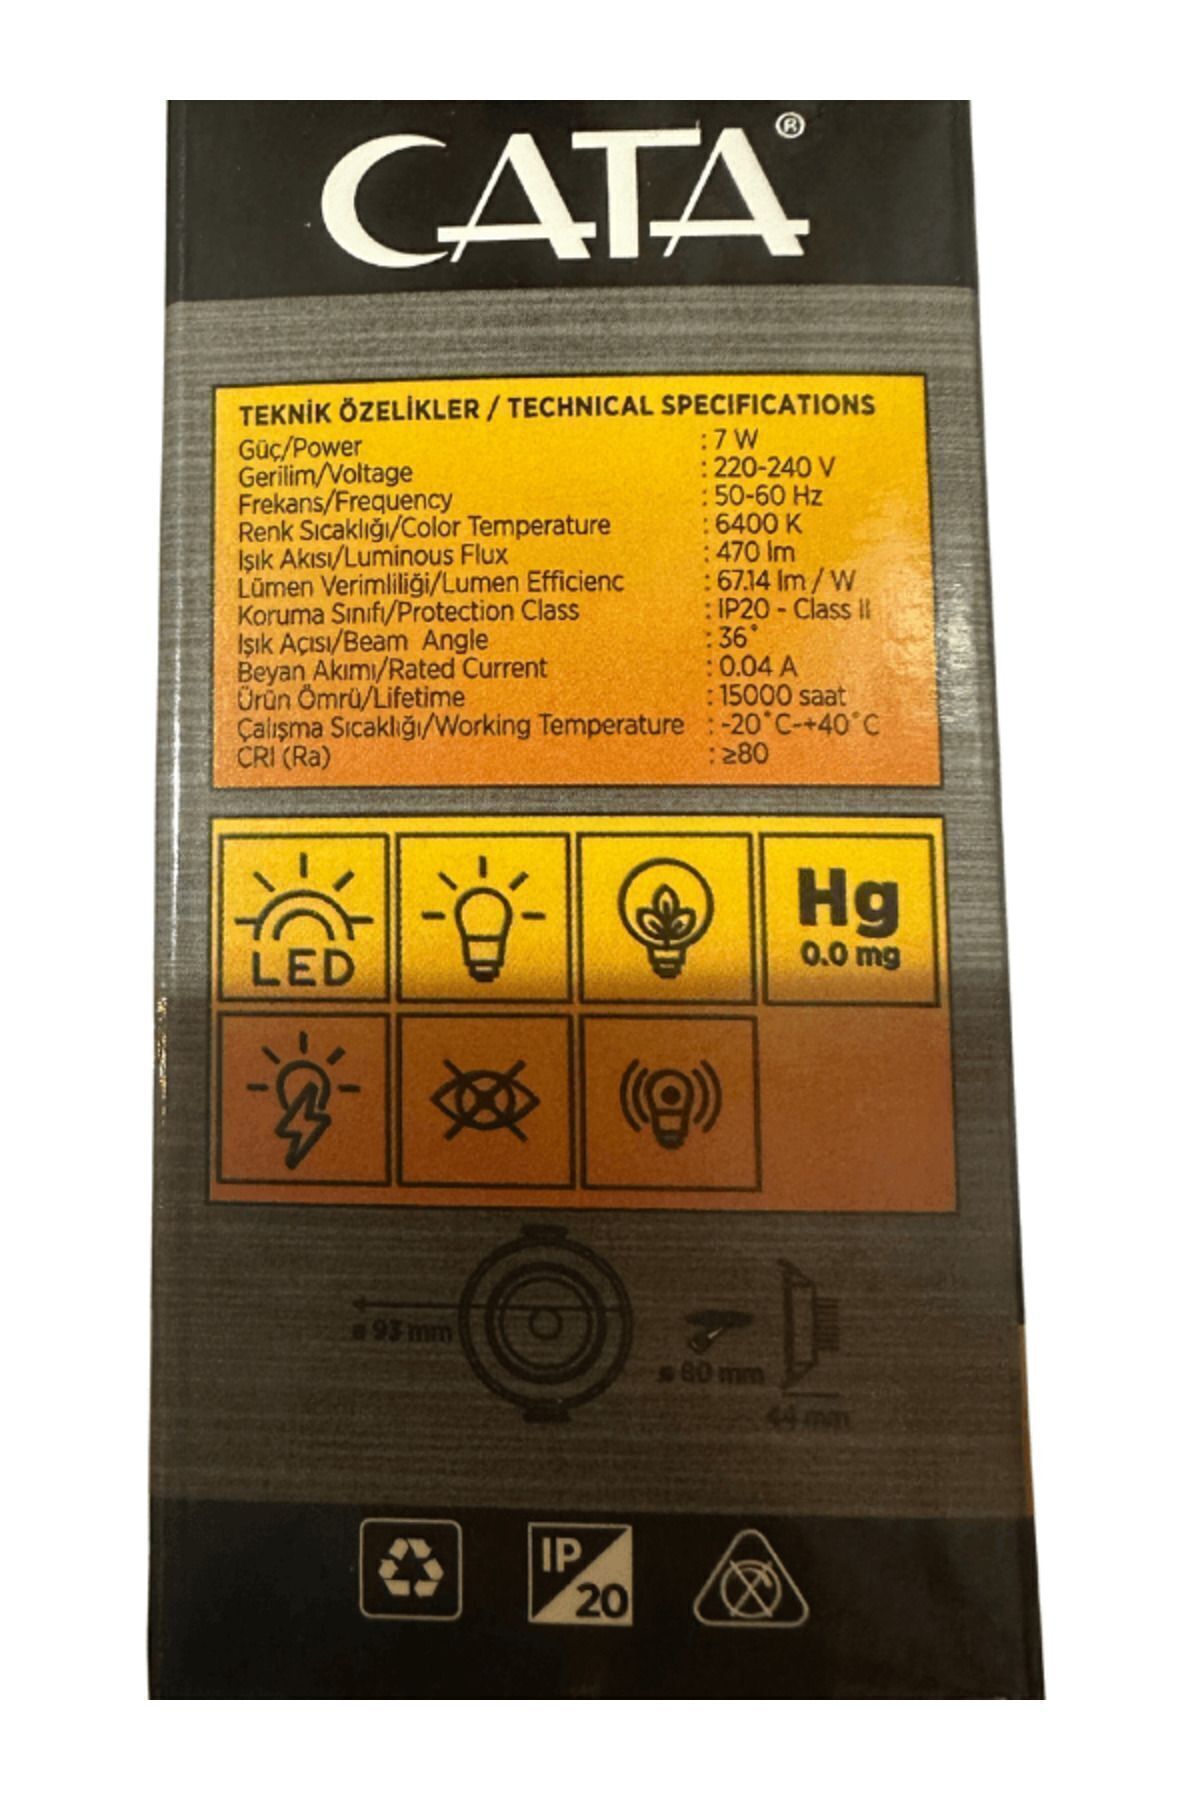 CATA®
TEKNİK ÖZELİKLER / TECHNICAL SPECIFICATIONS
Güç/Power : 7 W
Gerilim/Voltage : 220-240 V
Frekans/Frequency : 50-60 Hz
Renk Sıcaklığı/Color Temperature : 6400 K
Işık Akısı/Luminous Flux : 470 lm
Lümen Verimliliği/Lumen Efficienc : 67.14 lm / W
Koruma Sınıfı/Protection Class : IP20 - Class II
Işık Açısı/Beam Angle : 36°
Beyan Akımı/Rated Current : 0.04 A
Ürün Ömrü/Lifetime : 15000 saat
Çalışma Sıcaklığı/Working Temperature : -20°C-+40°C
CRI (Ra) : ≥80
LED
Hg
0.0 mg
ø 93 mm
ø 80 mm
44 mm
IP
20